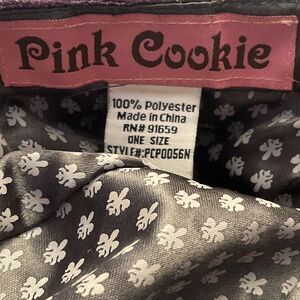 Pink Cookie
100% Polyester
Made in China
RN# 91659
ONE SIZE
STYLE#:PCP0056N